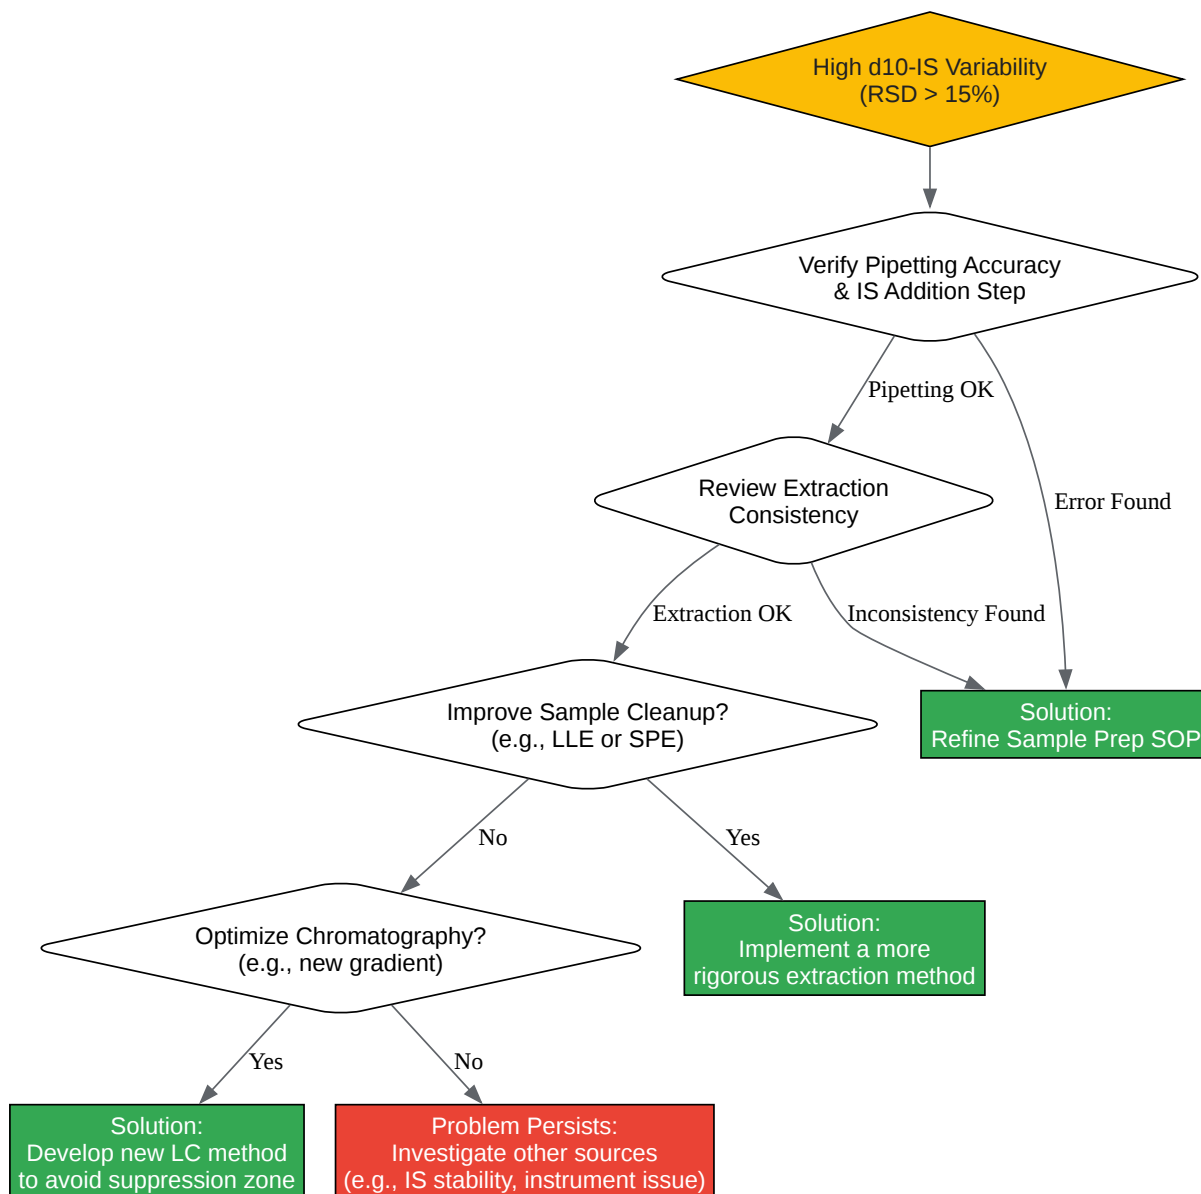 High d10-IS Variability
(RSD > 15%)
Verify Pipetting Accuracy
& IS Addition Step
Pipetting OK
Error Found
Review Extraction
Consistency
Extraction OK
Inconsistency Found
Improve Sample Cleanup?
(e.g., LLE or SPE)
Solution:
Refine Sample Prep SOP
No
Yes
Optimize Chromatography?
(e.g., new gradient)
Solution:
Implement a more
rigorous extraction method
Yes
No
Solution:
Develop new LC method
to avoid suppression zone
Problem Persists:
Investigate other sources
(e.g., IS stability, instrument issue)